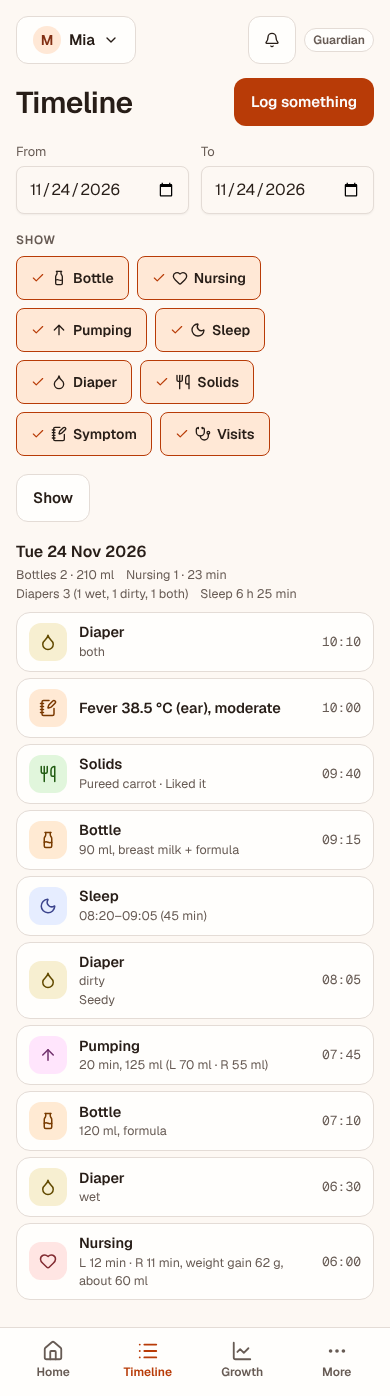 M Mia
Guardian
Timeline
Log something
From
To
11/24/2026
11/24/2026
SHOW
Bottle
Nursing
Pumping
Sleep
Diaper
Solids
Symptom
Visits
Show
Tue 24 Nov 2026
Bottles 2 · 210 ml Nursing 1 · 23 min
Diapers 3 (1 wet, 1 dirty, 1 both) Sleep 6 h 25 min
Diaper
both
10:10
Fever 38.5 °C (ear), moderate
10:00
Solids
Pureed carrot · Liked it
09:40
Bottle
90 ml, breast milk + formula
09:15
Sleep
08:20–09:05 (45 min)
Diaper
dirty
Seedy
08:05
Pumping
20 min, 125 ml (L 70 ml · R 55 ml)
07:45
Bottle
120 ml, formula
07:10
Diaper
wet
06:30
Nursing
L 12 min · R 11 min, weight gain 62 g,
about 60 ml
06:00
Home
Timeline
Growth
More